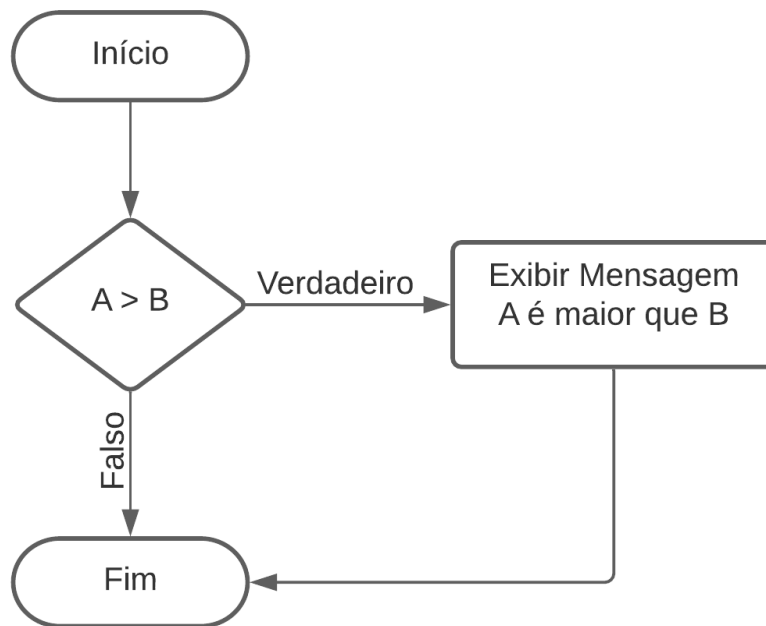 Início
A > B
Verdadeiro
Exibir Mensagem
A é maior que B
Falso
Fim